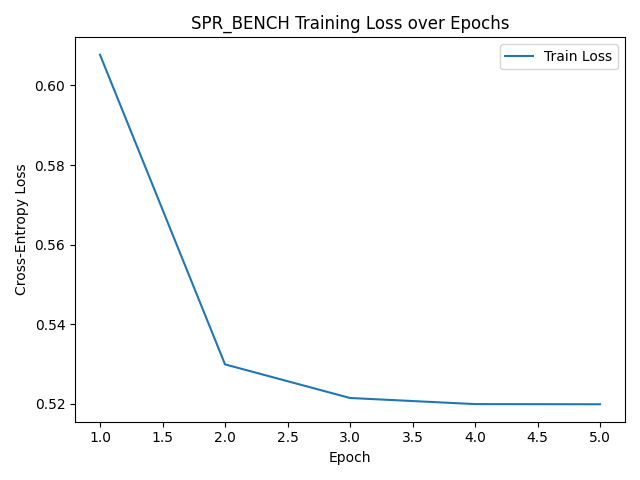 SPR_BENCH Training Loss over Epochs
Train Loss
Cross-Entropy Loss
0.60
0.58
0.56
0.54
0.52
1.0 1.5 2.0 2.5 3.0 3.5 4.0 4.5 5.0
Epoch